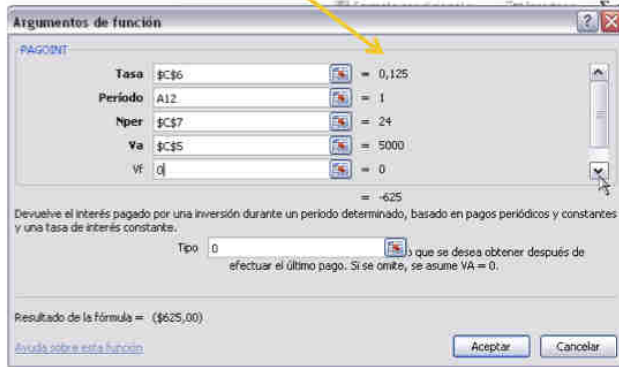 Argumentos de función
PAGOINT
Tasa $C$6 = 0,125
Período A12 = 1
Nper $C$7 = 24
Va $C$5 = 5000
Vf 0 = 0
= -625
Devuelve el interés pagado por una inversión durante un período determinado, basado en pagos periódicos y constantes
y una tasa de interés constante.
Tipo 0 que se desea obtener después de
efectuar el último pago. Si se omite, se asume VA = 0.
Resultado de la fórmula = ($625,00)
Ayuda sobre esta función
Aceptar Cancelar